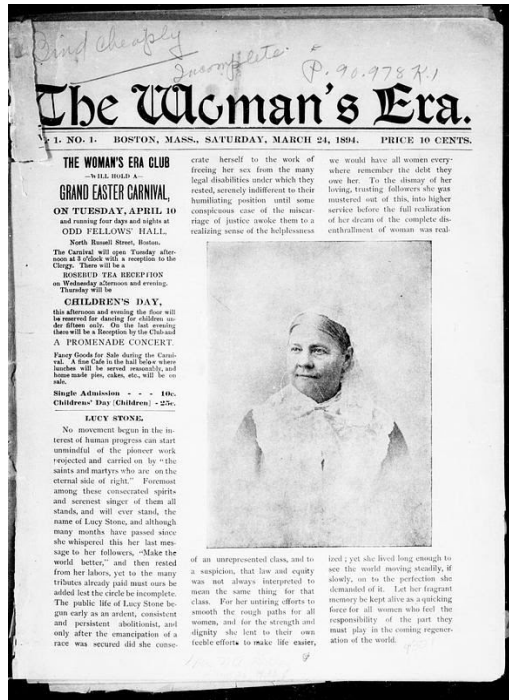 Bind cheaply
Incomplete.
P. 90.978 K.1
The Woman's Era.
1. NO. 1. BOSTON, MASS., SATURDAY, MARCH 24, 1894. PRICE 10 CENTS.
THE WOMAN'S ERA CLUB
—WILL HOLD A—
GRAND EASTER CARNIVAL,
ON TUESDAY, APRIL 10
and running four days and nights at
ODD FELLOWS' HALL,
North Russell Street, Boston.
The Carnival will open Tuesday after-
noon at 3 o'clock with a reception to the
Clergy. There will be a
ROSEBUD TEA RECEPTION
on Wednesday afternoon and evening.
Thursday will be
CHILDREN'S DAY,
this afternoon and evening the floor will
be reserved for dancing for children un-
der fifteen only. On the last evening
there will be a Reception by the Club and
A PROMENADE CONCERT.
Fancy Goods for Sale during the Carni-
val. A fine Cafe in the hall below where
lunches will be served reasonably, and
home made pies, cakes, etc., will be on
sale.
Single Admission - - - 10c.
Childrens' Day [Children] - 25c.
LUCY STONE.
No movement begun in the in-
terest of human progress can start
unmindful of the pioneer work
projected and carried on by "the
saints and martyrs who are on the
eternal side of right." Foremost
among these consecrated spirits
and serenest singer of them all
stands, and will ever stand, the
name of Lucy Stone, and although
many months have passed since
she whispered this her last mes-
sage to her followers, "Make the
world better," and then rested
from her labors, yet to the many
tributes already paid must ours be
added lest the circle be incomplete.
The public life of Lucy Stone be-
gun early as an ardent, consistent
and persistent abolitionist, and
only after the emancipation of a
race was secured did she conse-
crate herself to the work of
freeing her sex from the many
legal disabilities under which they
rested, serenely indifferent to their
humiliating position until some
conspicuous case of the miscar-
riage of justice awoke them to a
realizing sense of the helplessness
of an unrepresented class, and to
a suspicion, that law and equity
was not always interpreted to
mean the same thing for that
class. For her untiring efforts to
smooth the rough paths for all
women, and for the strength and
dignity she lent to their own
feeble efforts to make life easier,
we would have all women every-
where remember the debt they
owe her. To the dismay of her
loving, trusting followers she was
mustered out of this, into higher
service before the full realization
of her dream of the complete dis-
enthrallment of woman was real-
ized; yet she lived long enough to
see the world moving steadily, if
slowly, on to the perfection she
demanded of it. Let her fragrant
memory be kept alive as a quicking
force for all women who feel the
responsibility of the part they
must play in the coming regener-
ation of the world.